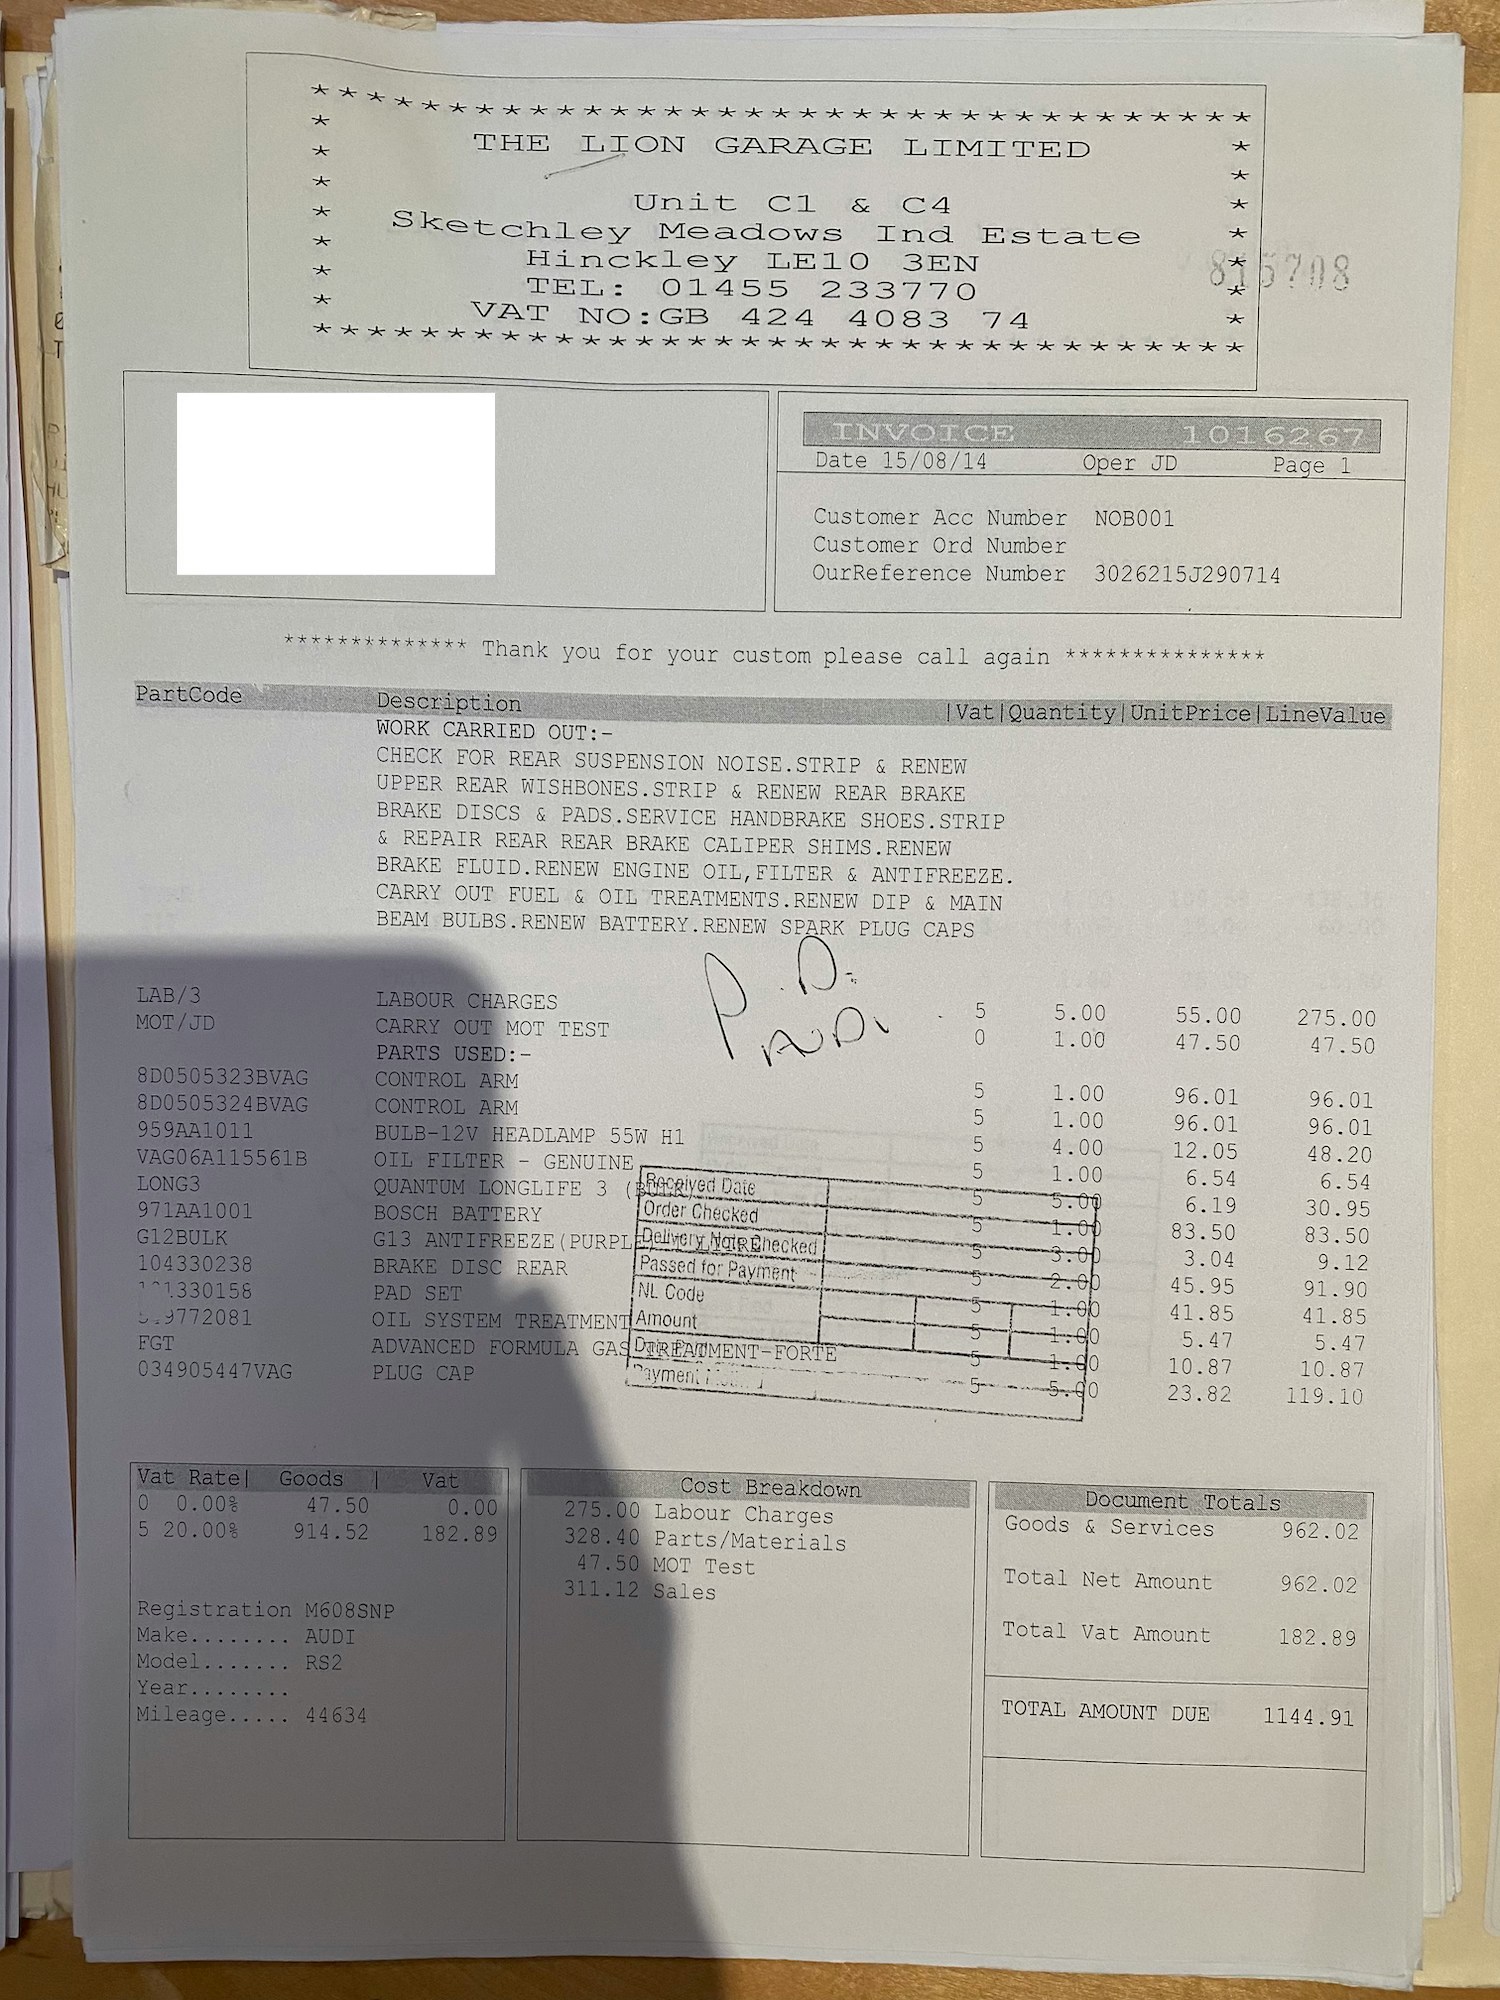 ********************************
THE LION GARAGE LIMITED
Unit C1 & C4
Sketchley Meadows Ind Estate
Hinckley LE10 3EN
TEL: 01455 233770
VAT NO:GB 424 4083 74
********************************
INVOICE 1016267
Date 15/08/14 Oper JD Page 1
Customer Acc Number NOB001
Customer Ord Number
OurReference Number 3026215J290714
************** Thank you for your custom please call again ***************
PartCode Description |Vat|Quantity|UnitPrice|LineValue
WORK CARRIED OUT:-
CHECK FOR REAR SUSPENSION NOISE.STRIP & RENEW
UPPER REAR WISHBONES.STRIP & RENEW REAR BRAKE
BRAKE DISCS & PADS.SERVICE HANDBRAKE SHOES.STRIP
& REPAIR REAR REAR BRAKE CALIPER SHIMS.RENEW
BRAKE FLUID.RENEW ENGINE OIL,FILTER & ANTIFREEZE.
CARRY OUT FUEL & OIL TREATMENTS.RENEW DIP & MAIN
BEAM BULBS.RENEW BATTERY.RENEW SPARK PLUG CAPS
P.D.
AUDI
LAB/3 LABOUR CHARGES 5 5.00 55.00 275.00
MOT/JD CARRY OUT MOT TEST 0 1.00 47.50 47.50
PARTS USED:-
8D0505323BVAG CONTROL ARM 5 1.00 96.01 96.01
8D0505324BVAG CONTROL ARM 5 1.00 96.01 96.01
959AA1011 BULB-12V HEADLAMP 55W H1 5 4.00 12.05 48.20
VAG06A115561B OIL FILTER - GENUINE 5 1.00 6.54 6.54
LONG3 QUANTUM LONGLIFE 3 (BULK) 5 5.00 6.19 30.95
971AA1001 BOSCH BATTERY 5 1.00 83.50 83.50
G12BULK G13 ANTIFREEZE(PURPLE) 5 3.00 3.04 9.12
104330238 BRAKE DISC REAR 5 2.00 45.95 91.90
PAD SET 5 1.00 41.85 41.85
OIL SYSTEM TREATMENT 5 1.00 5.47 5.47
FGT ADVANCED FORMULA GAS TREATMENT-FORTE 5 1.00 10.87 10.87
034905447VAG PLUG CAP 5 5.00 23.82 119.10
Received Date
Order Checked
Delivery Note Checked
Passed for Payment
NL Code
Amount
Payment
Vat Rate| Goods | Vat
0 0.00% 47.50 0.00
5 20.00% 914.52 182.89
Registration M608SNP
Make........ AUDI
Model....... RS2
Year........
Mileage..... 44634
Cost Breakdown
275.00 Labour Charges
328.40 Parts/Materials
47.50 MOT Test
311.12 Sales
Document Totals
Goods & Services 962.02
Total Net Amount 962.02
Total Vat Amount 182.89
TOTAL AMOUNT DUE 1144.91